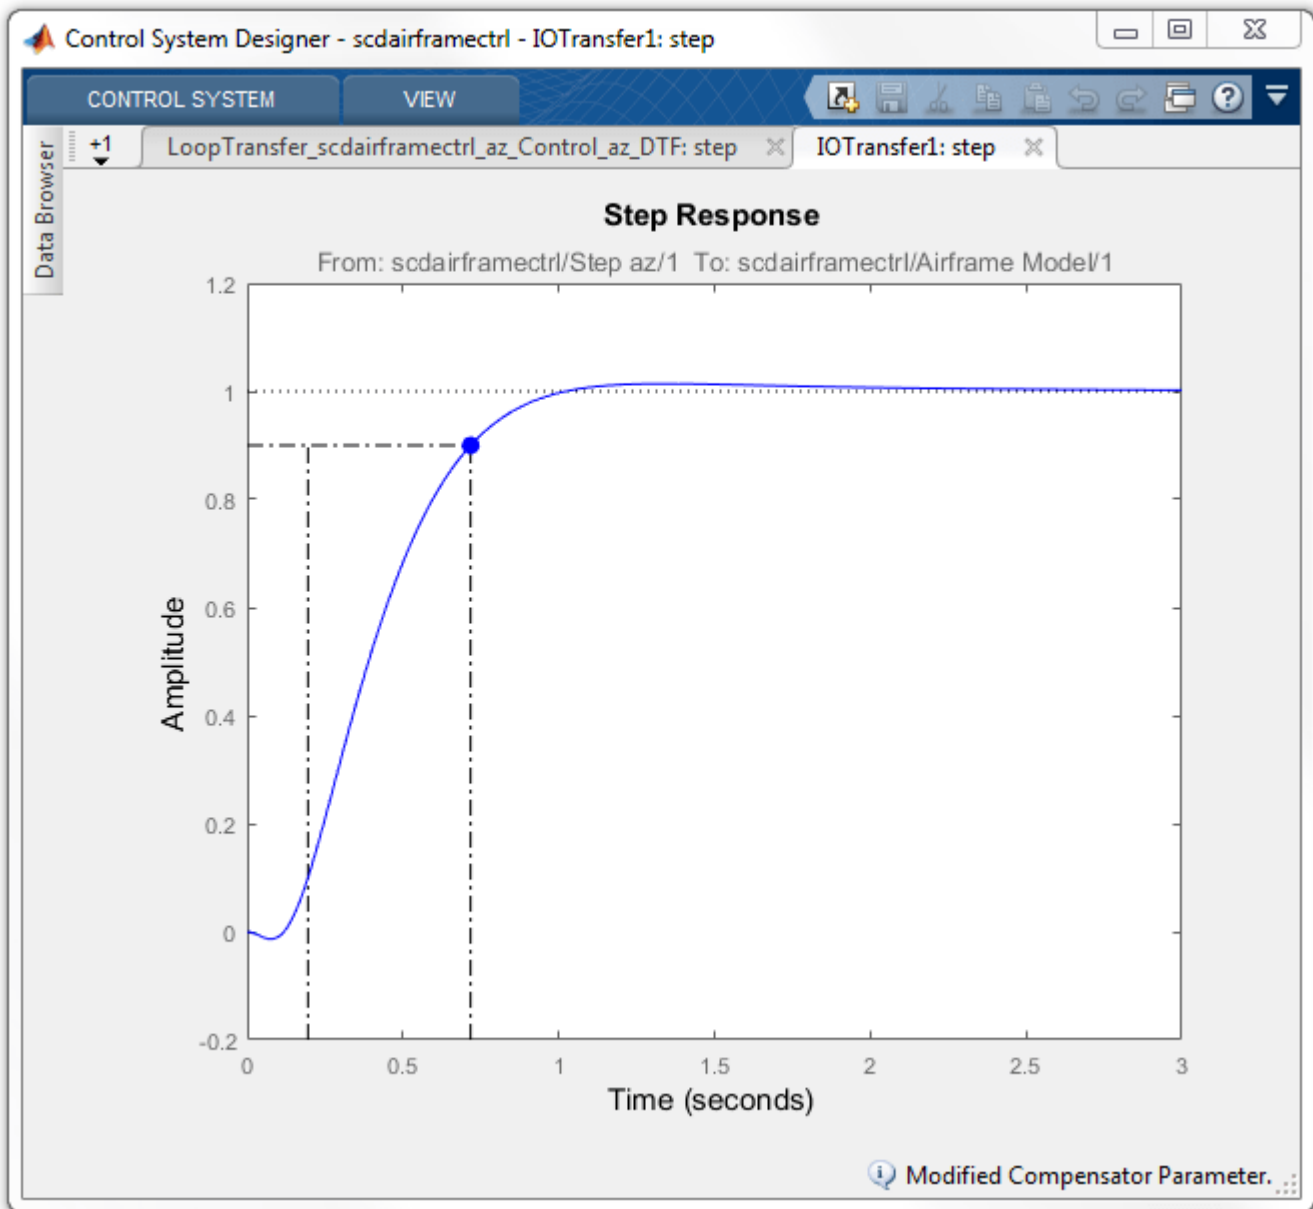 Control System Designer - scdairframectrl - IOTransfer1: step
CONTROL SYSTEM VIEW
Data Browser
+1 LoopTransfer_scdairframectrl_az_Control_az_DTF: step IOTransfer1: step
Step Response
From: scdairframectrl/Step az/1 To: scdairframectrl/Airframe Model/1
1.2
1
0.8
0.6
0.4
0.2
0
-0.2
Amplitude
0 0.5 1 1.5 2 2.5 3
Time (seconds)
Modified Compensator Parameter.